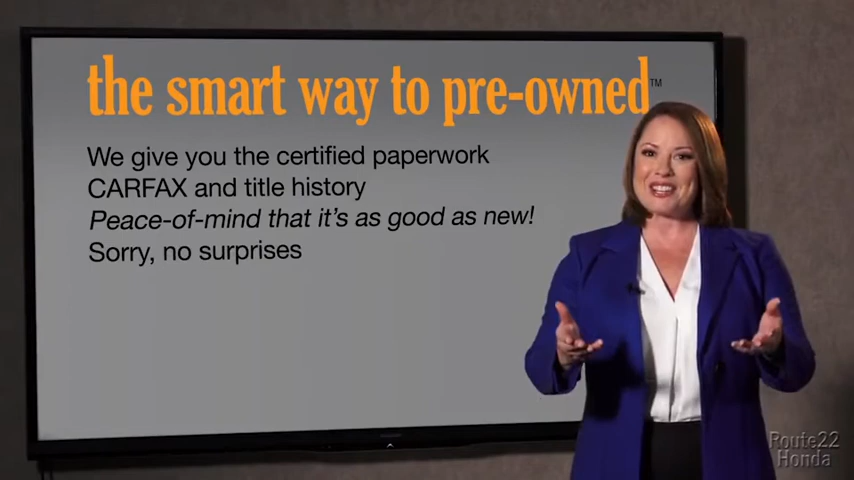 the smart way to pre-owned™
We give you the certified paperwork
CARFAX and title history
Peace-of-mind that it's as good as new!
Sorry, no surprises
Route22
Honda